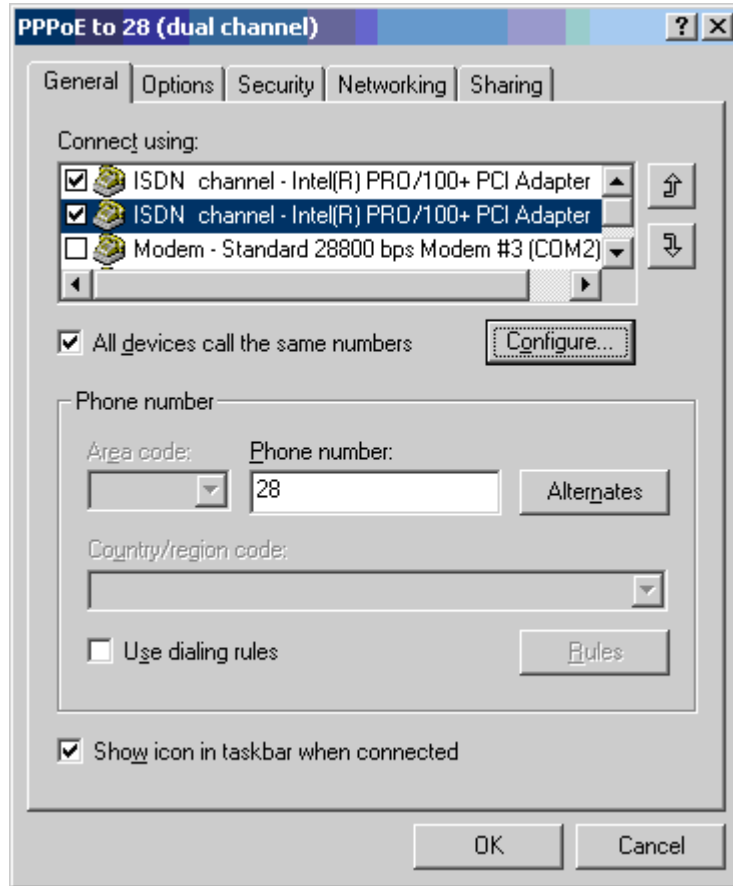 PPPoE to 28 (dual channel)
General Options Security Networking Sharing
Connect using:
ISDN channel - Intel(R) PRO/100+ PCI Adapter
ISDN channel - Intel(R) PRO/100+ PCI Adapter
Modem - Standard 28800 bps Modem #3 (COM2)
All devices call the same numbers Configure...
Phone number
Area code: Phone number:
28 Alternates
Country/region code:
Use dialing rules Rules
Show icon in taskbar when connected
OK Cancel